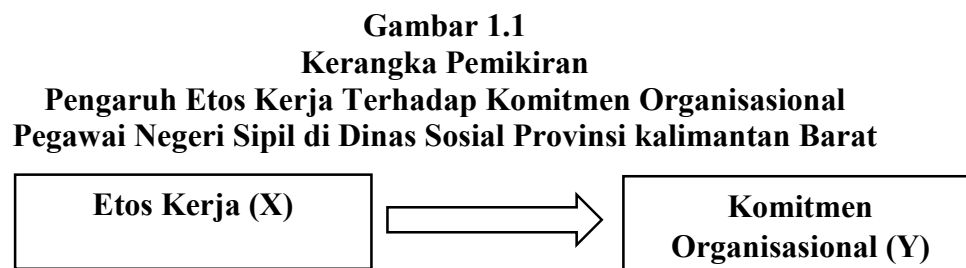 Gambar 1.1
Kerangka Pemikiran
Pengaruh Etos Kerja Terhadap Komitmen Organisasional
Pegawai Negeri Sipil di Dinas Sosial Provinsi kalimantan Barat
Etos Kerja (X)
Komitmen
Organisasional (Y)